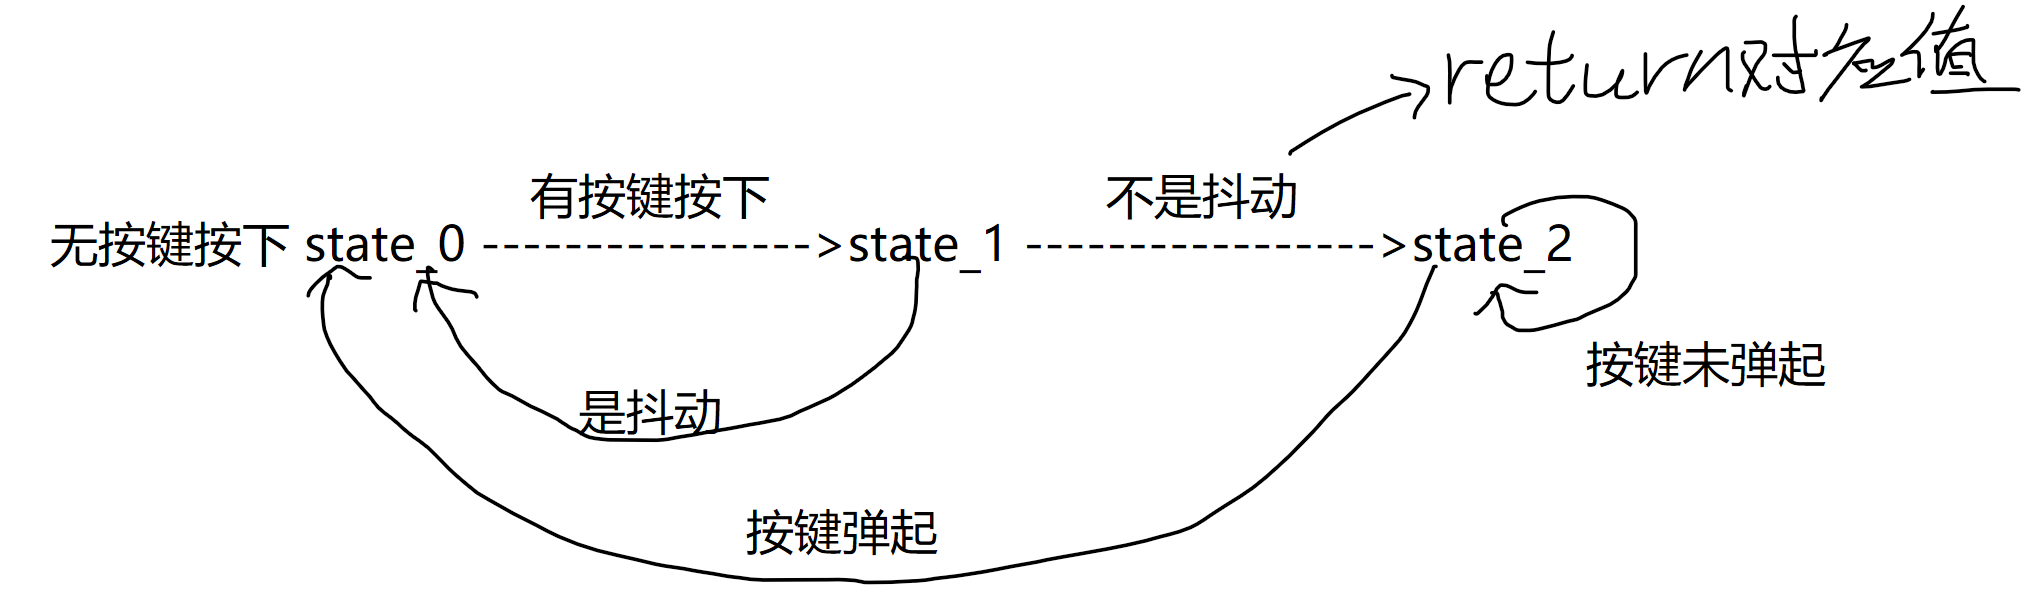 return对应值
有按键按下
不是抖动
无按键按下 state_0 ---------------->state_1 ----------------->state_2
按键未弹起
是抖动
按键弹起